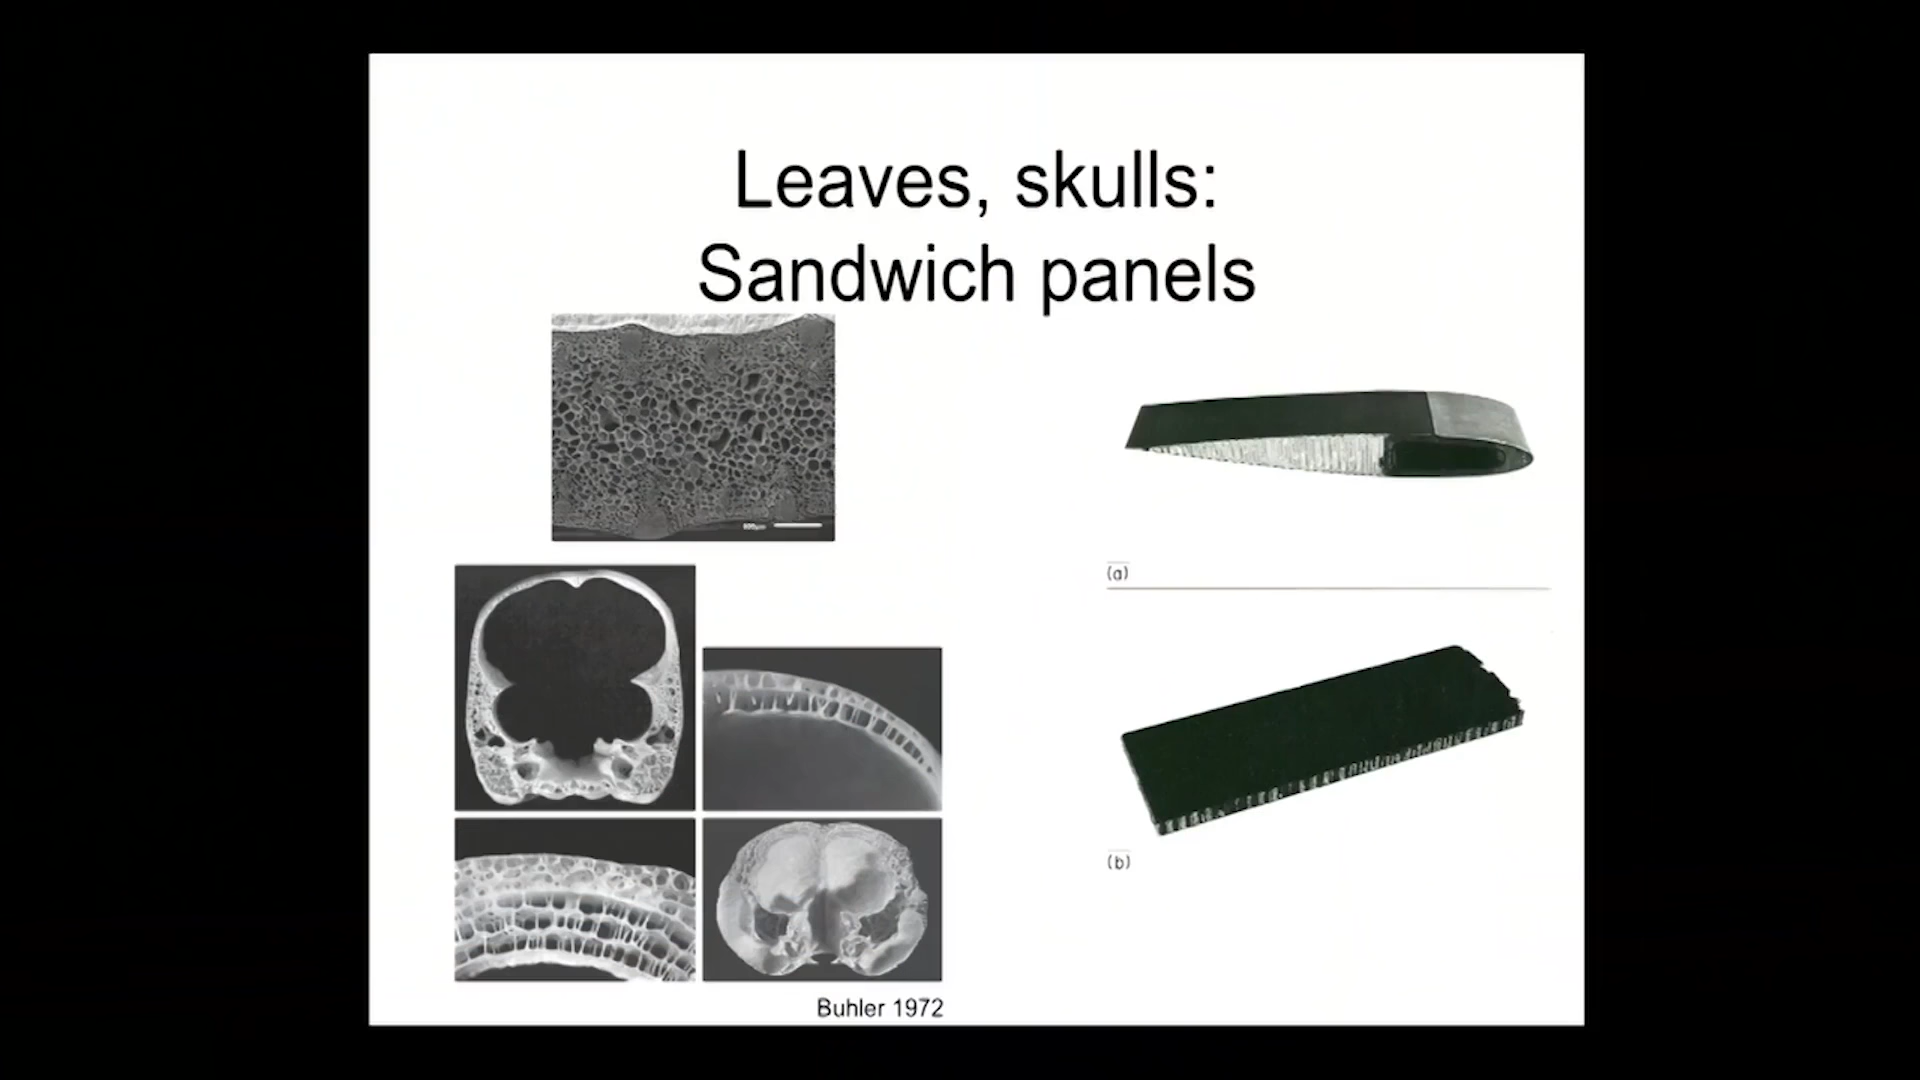 Leaves, skulls:
Sandwich panels
(a)
(b)
Buhler 1972